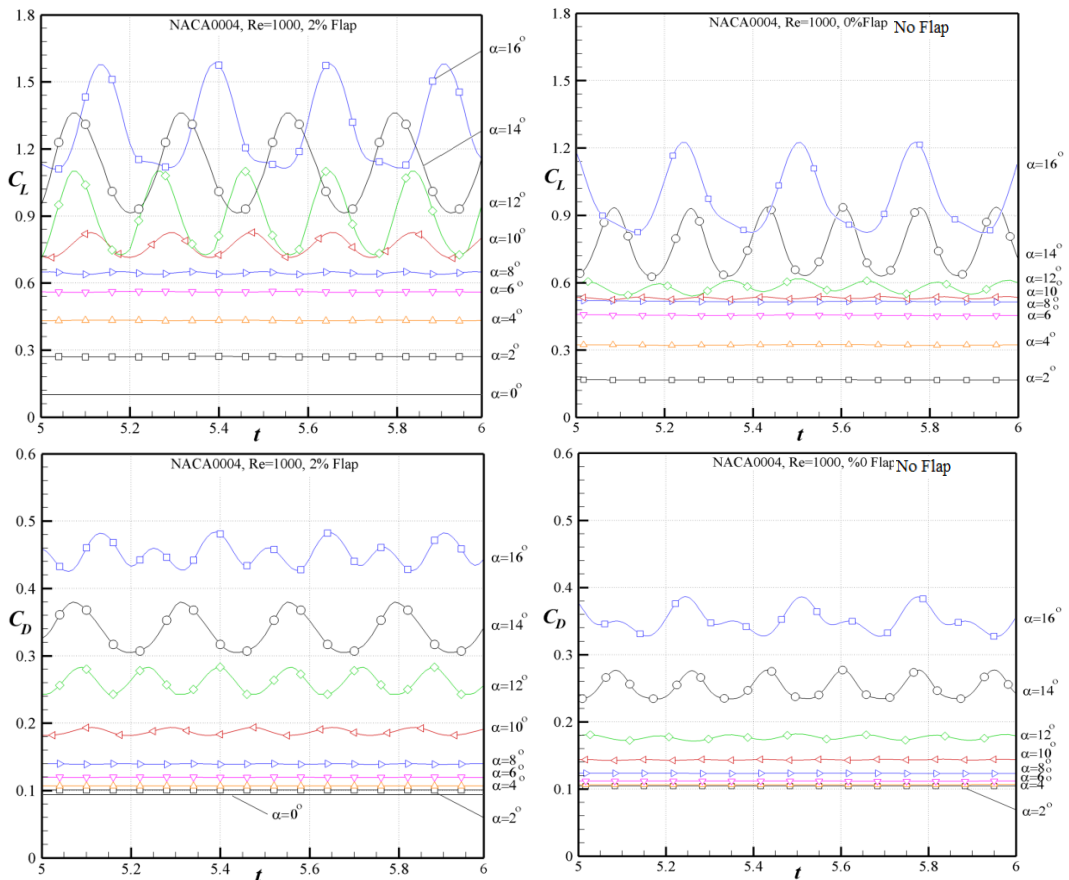 NACA0004, Re=1000, 2% Flap
1.8
1.5
1.2
0.9
0.6
0.3
0
C_L
α=16°
α=14°
α=12°
α=10°
α=8°
α=6°
α=4°
α=2°
α=0°
5 5.2 5.4 5.6 5.8 6
t
NACA0004, Re=1000, 0%Flap No Flap
1.8
1.5
1.2
0.9
0.6
0.3
0
C_L
α=16°
α=14°
α=12°
α=10
α=8°
α=6
α=4°
α=2°
5 5.2 5.4 5.6 5.8 6
t
NACA0004, Re=1000, 2% Flap
0.6
0.5
0.4
0.3
0.2
0.1
0
C_D
α=16°
α=14°
α=12°
α=10°
α=8°
α=6°
α=4
α=2°
α=0°
5 5.2 5.4 5.6 5.8 6
t
NACA0004, Re=1000, %0 Flap No Flap
0.6
0.5
0.4
0.3
0.2
0.1
0
C_D
α=16°
α=14°
α=12°
α=10
α=8°
α=6°
α=4
α=2°
5 5.2 5.4 5.6 5.8 6
t